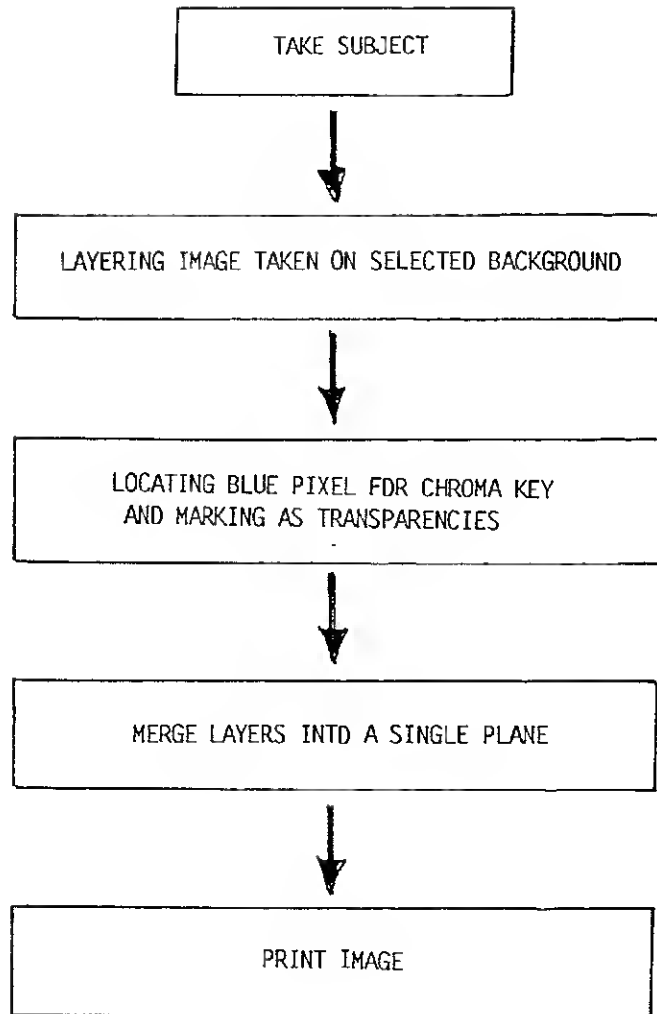 TAKE SUBJECT
LAYERING IMAGE TAKEN ON SELECTED BACKGROUND
LOCATING BLUE PIXEL FDR CHROMA KEY
AND MARKING AS TRANSPARENCIES
MERGE LAYERS INTO A SINGLE PLANE
PRINT IMAGE